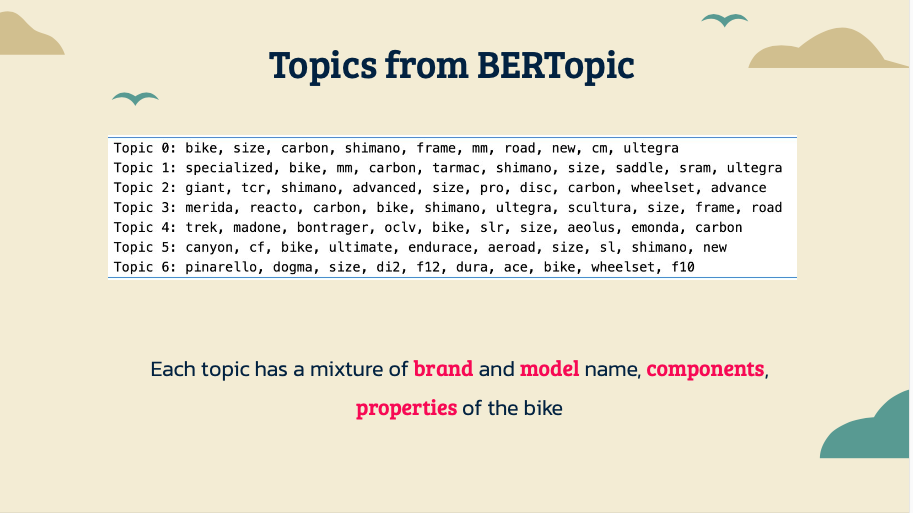 Topics from BERTopic
Topic 0: bike, size, carbon, shimano, frame, mm, road, new, cm, ultegra
Topic 1: specialized, bike, mm, carbon, tarmac, shimano, size, saddle, sram, ultegra
Topic 2: giant, tcr, shimano, advanced, size, pro, disc, carbon, wheelset, advance
Topic 3: merida, reacto, carbon, bike, shimano, ultegra, scultura, size, frame, road
Topic 4: trek, madone, bontrager, oclv, bike, slr, size, aeolus, emonda, carbon
Topic 5: canyon, cf, bike, ultimate, endurace, aeroad, size, sl, shimano, new
Topic 6: pinarello, dogma, size, di2, f12, dura, ace, bike, wheelset, f10
Each topic has a mixture of brand and model name, components,
properties of the bike